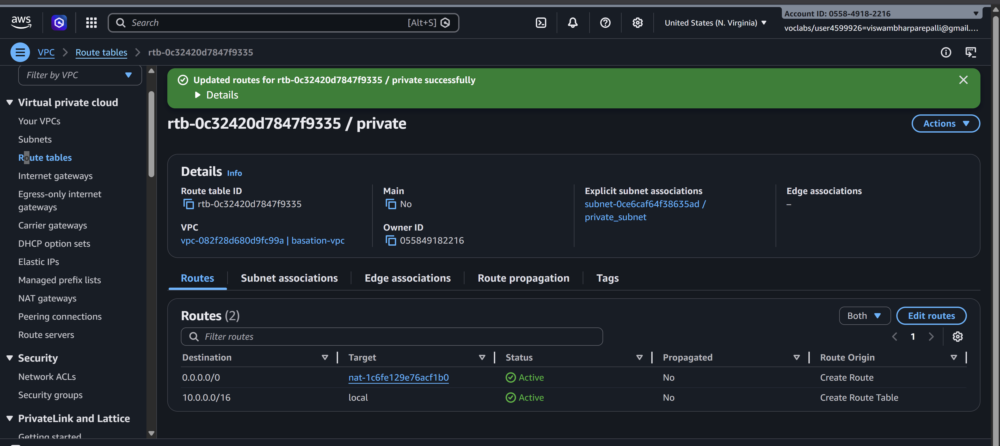 aws
Search
[Alt+S]
United States (N. Virginia)
Account ID: 0558-4918-2216
voclabs/user4599926=viswambharparepalli@gmail....
VPC
Route tables
rtb-0c32420d7847f9335
Filter by VPC
Virtual private cloud
Your VPCs
Subnets
Route tables
Internet gateways
Egress-only internet
gateways
Carrier gateways
DHCP option sets
Elastic IPs
Managed prefix lists
NAT gateways
Peering connections
Route servers
Security
Network ACLs
Security groups
PrivateLink and Lattice
Getting started
Updated routes for rtb-0c32420d7847f9335 / private successfully
Details
rtb-0c32420d7847f9335 / private
Actions
Details Info
Route table ID
rtb-0c32420d7847f9335
Main
No
Explicit subnet associations
subnet-0ce6caf64f38635ad /
private_subnet
Edge associations
–
VPC
vpc-082f28d680d9fc99a | basation-vpc
Owner ID
055849182216
Routes
Subnet associations
Edge associations
Route propagation
Tags
Routes (2)
Both
Edit routes
Filter routes
1
Destination Target Status Propagated Route Origin
0.0.0.0/0 nat-1c6fe129e76acf1b0 Active No Create Route
10.0.0.0/16 local Active No Create Route Table